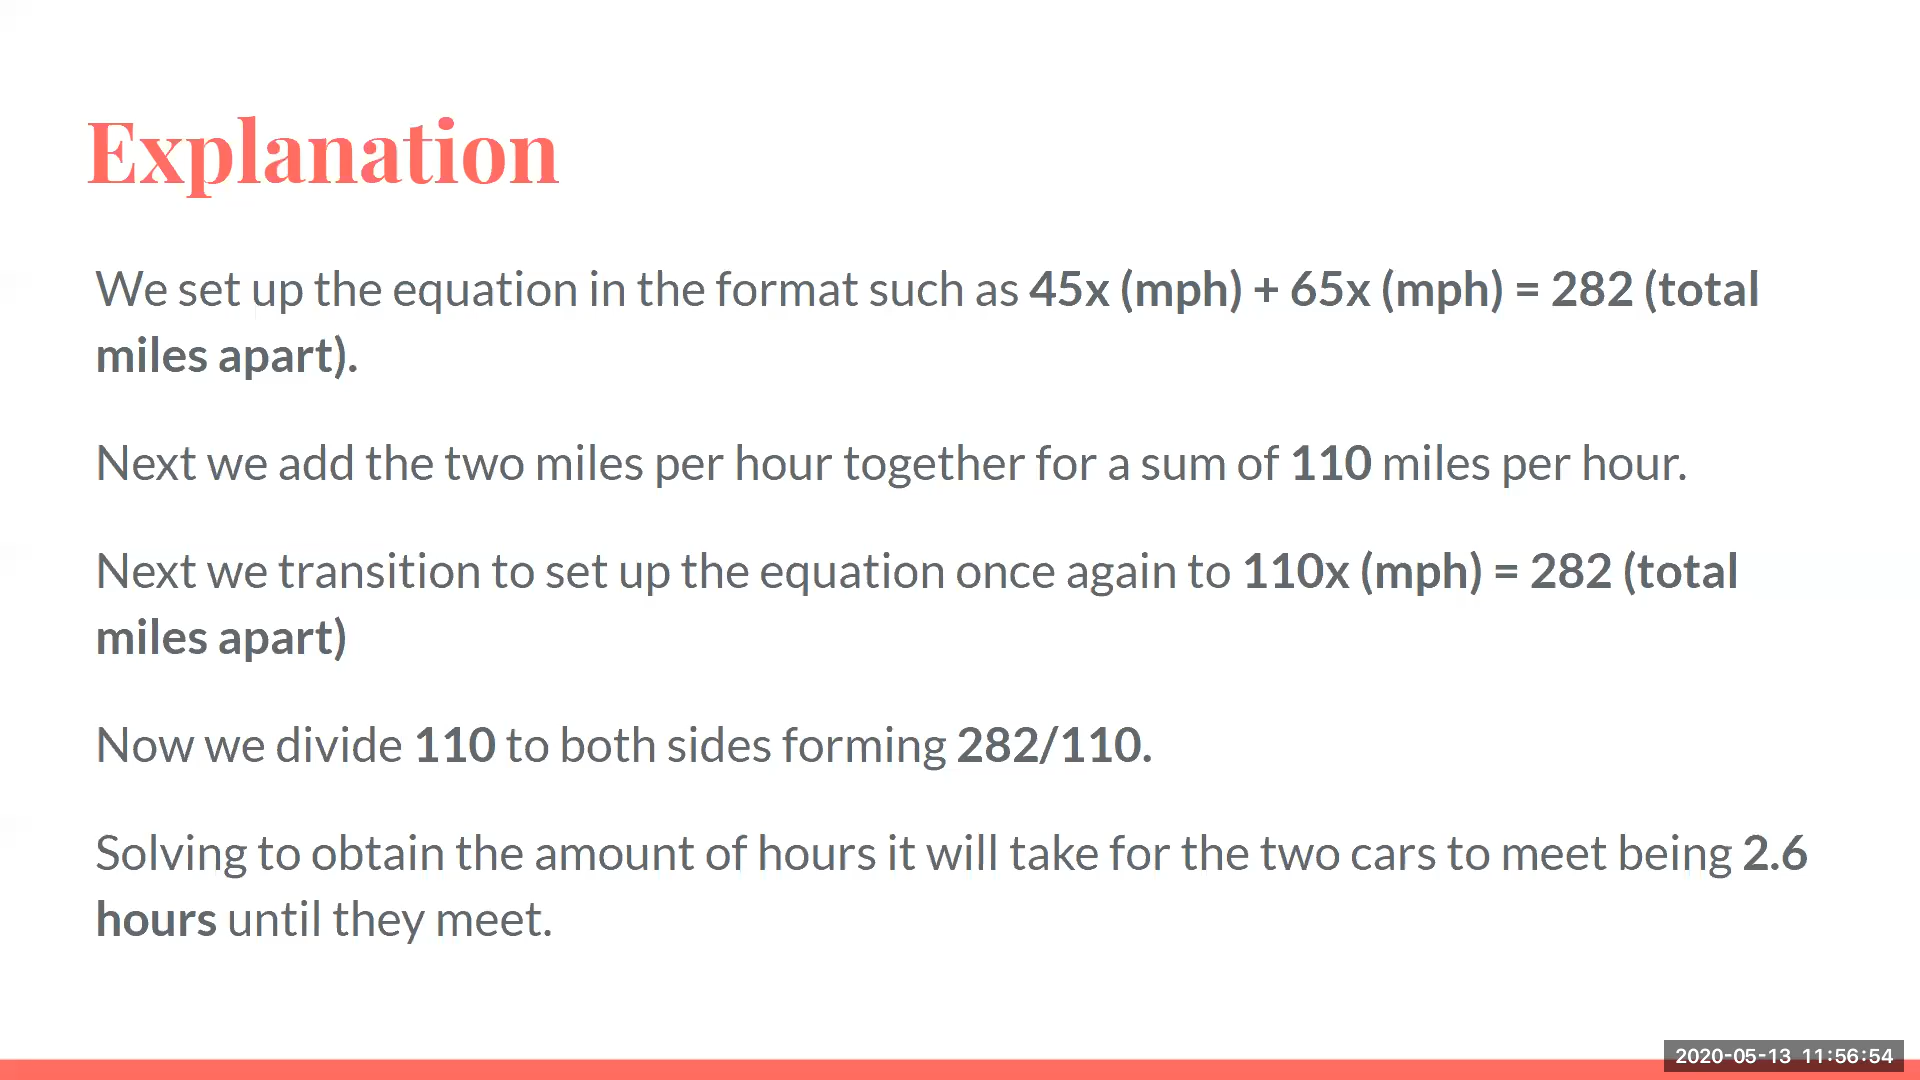 Explanation
We set up the equation in the format such as 45x (mph) + 65x (mph) = 282 (total
miles apart).
Next we add the two miles per hour together for a sum of 110 miles per hour.
Next we transition to set up the equation once again to 110x (mph) = 282 (total
miles apart)
Now we divide 110 to both sides forming 282/110.
Solving to obtain the amount of hours it will take for the two cars to meet being 2.6
hours until they meet.
2020-05-13 11:56:54